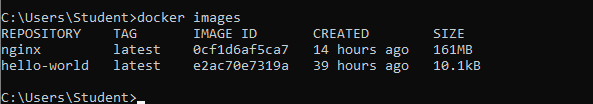 C:\Users\Student>docker images
REPOSITORY    TAG       IMAGE ID       CREATED        SIZE
nginx         latest    0cf1d6af5ca7   14 hours ago   161MB
hello-world   latest    e2ac70e7319a   39 hours ago   10.1kB
C:\Users\Student>